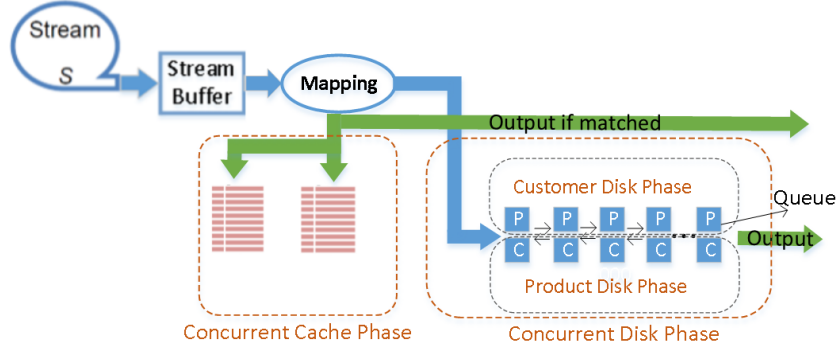 Stream
S
Stream
Buffer
Mapping
Output if matched
Customer Disk Phase
Queue
P P P P P
C C C C C
Output
Product Disk Phase
Concurrent Cache Phase
Concurrent Disk Phase